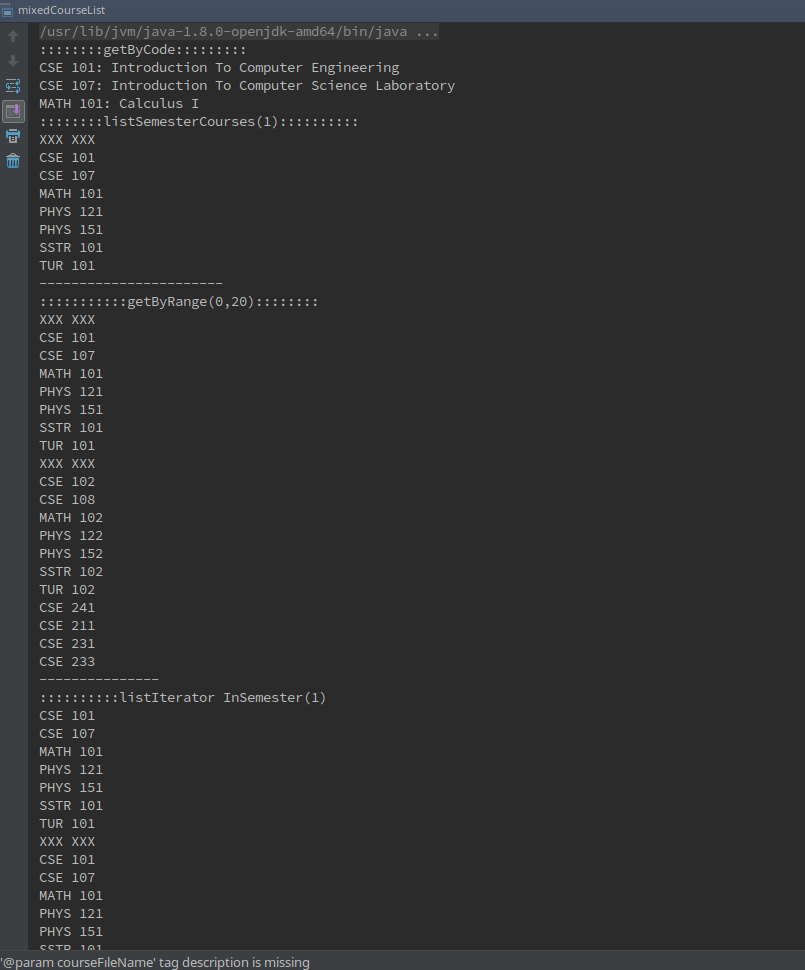 mixedCourseList
/usr/lib/jvm/java-1.8.0-openjdk-amd64/bin/java ...
::::::::getByCode:::::::::
CSE 101: Introduction To Computer Engineering
CSE 107: Introduction To Computer Science Laboratory
MATH 101: Calculus I
::::::::listSemesterCourses(1)::::::::::
XXX XXX
CSE 101
CSE 107
MATH 101
PHYS 121
PHYS 151
SSTR 101
TUR 101
-----------------------
:::::::::::getByRange(0,20)::::::::
XXX XXX
CSE 101
CSE 107
MATH 101
PHYS 121
PHYS 151
SSTR 101
TUR 101
XXX XXX
CSE 102
CSE 108
MATH 102
PHYS 122
PHYS 152
SSTR 102
TUR 102
CSE 241
CSE 211
CSE 231
CSE 233
---------------
::::::::::listIterator InSemester(1)
CSE 101
CSE 107
MATH 101
PHYS 121
PHYS 151
SSTR 101
TUR 101
XXX XXX
CSE 101
CSE 107
MATH 101
PHYS 121
PHYS 151
SSTR 101
'@param courseFileName' tag description is missing